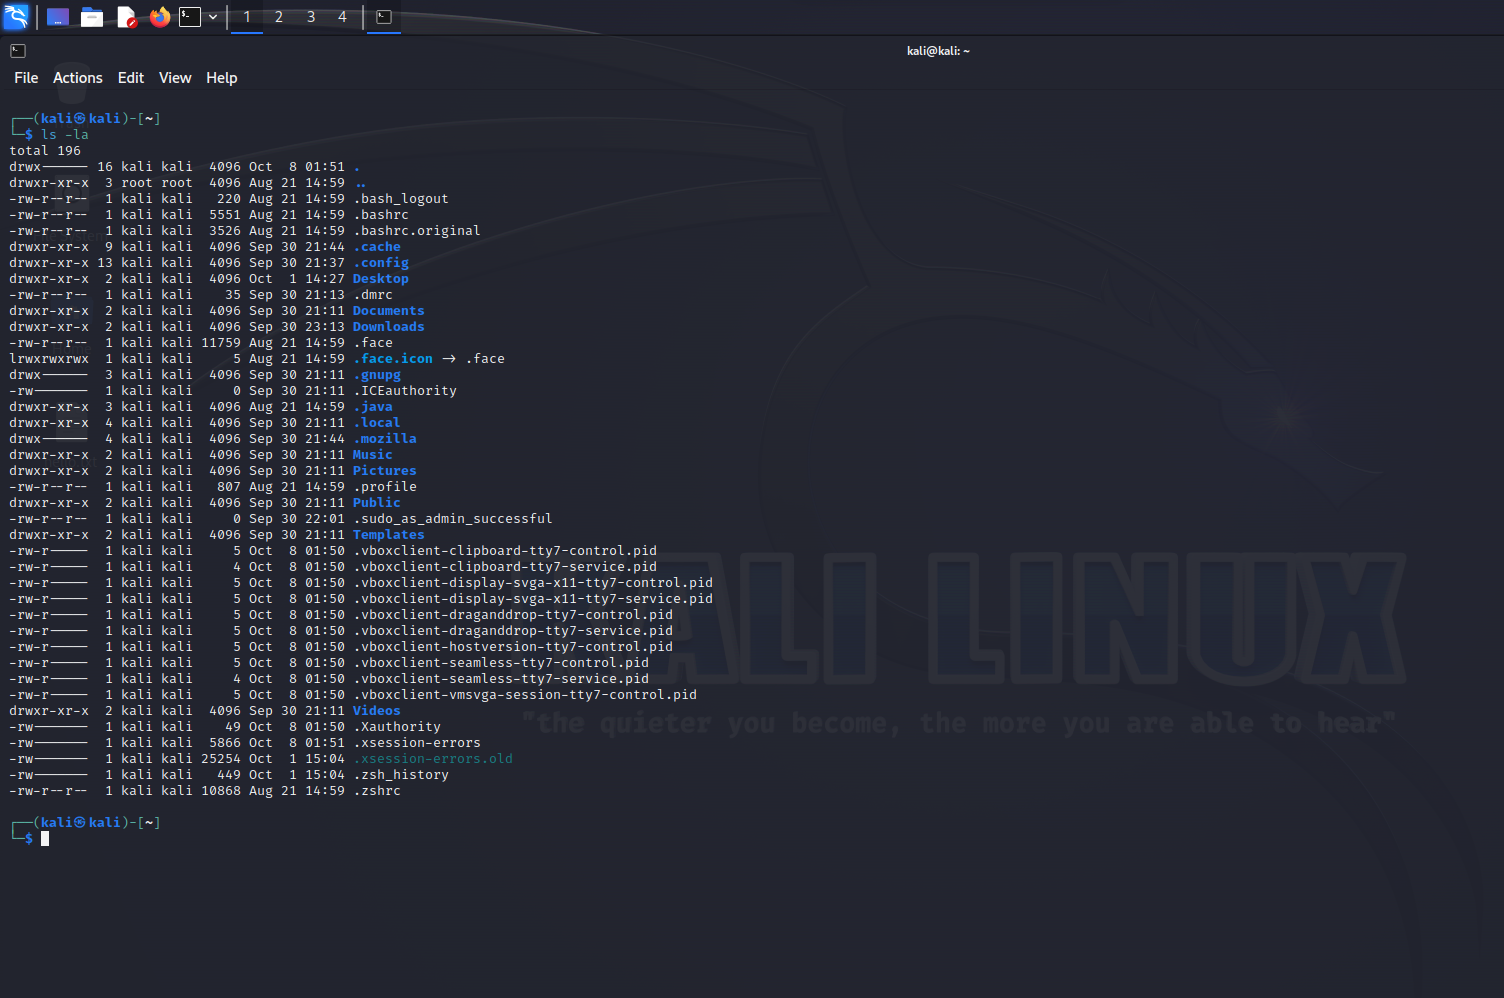 1 2 3 4
kali@kali: ~
File Actions Edit View Help
┌──(kali㉿kali)-[~]
└─$ ls -la
total 196
drwx------ 16 kali kali  4096 Oct  8 01:51 .
drwxr-xr-x  3 root root  4096 Aug 21 14:59 ..
-rw-r--r--  1 kali kali   220 Aug 21 14:59 .bash_logout
-rw-r--r--  1 kali kali  5551 Aug 21 14:59 .bashrc
-rw-r--r--  1 kali kali  3526 Aug 21 14:59 .bashrc.original
drwxr-xr-x  9 kali kali  4096 Sep 30 21:44 .cache
drwxr-xr-x 13 kali kali  4096 Sep 30 21:37 .config
drwxr-xr-x  2 kali kali  4096 Oct  1 14:27 Desktop
-rw-r--r--  1 kali kali    35 Sep 30 21:13 .dmrc
drwxr-xr-x  2 kali kali  4096 Sep 30 21:11 Documents
drwxr-xr-x  2 kali kali  4096 Sep 30 23:13 Downloads
-rw-r--r--  1 kali kali 11759 Aug 21 14:59 .face
lrwxrwxrwx  1 kali kali     5 Aug 21 14:59 .face.icon -> .face
drwx------  3 kali kali  4096 Sep 30 21:11 .gnupg
-rw-------  1 kali kali     0 Sep 30 21:11 .ICEauthority
drwxr-xr-x  3 kali kali  4096 Aug 21 14:59 .java
drwxr-xr-x  4 kali kali  4096 Sep 30 21:11 .local
drwx------  4 kali kali  4096 Sep 30 21:44 .mozilla
drwxr-xr-x  2 kali kali  4096 Sep 30 21:11 Music
drwxr-xr-x  2 kali kali  4096 Sep 30 21:11 Pictures
-rw-r--r--  1 kali kali   807 Aug 21 14:59 .profile
drwxr-xr-x  2 kali kali  4096 Sep 30 21:11 Public
-rw-r--r--  1 kali kali     0 Sep 30 22:01 .sudo_as_admin_successful
drwxr-xr-x  2 kali kali  4096 Sep 30 21:11 Templates
-rw-r-----  1 kali kali     5 Oct  8 01:50 .vboxclient-clipboard-tty7-control.pid
-rw-r-----  1 kali kali     4 Oct  8 01:50 .vboxclient-clipboard-tty7-service.pid
-rw-r-----  1 kali kali     5 Oct  8 01:50 .vboxclient-display-svga-x11-tty7-control.pid
-rw-r-----  1 kali kali     5 Oct  8 01:50 .vboxclient-display-svga-x11-tty7-service.pid
-rw-r-----  1 kali kali     5 Oct  8 01:50 .vboxclient-draganddrop-tty7-control.pid
-rw-r-----  1 kali kali     5 Oct  8 01:50 .vboxclient-draganddrop-tty7-service.pid
-rw-r-----  1 kali kali     5 Oct  8 01:50 .vboxclient-hostversion-tty7-control.pid
-rw-r-----  1 kali kali     5 Oct  8 01:50 .vboxclient-seamless-tty7-control.pid
-rw-r-----  1 kali kali     4 Oct  8 01:50 .vboxclient-seamless-tty7-service.pid
-rw-r-----  1 kali kali     5 Oct  8 01:50 .vboxclient-vmsvga-session-tty7-control.pid
drwxr-xr-x  2 kali kali  4096 Sep 30 21:11 Videos
-rw-------  1 kali kali    49 Oct  8 01:50 .Xauthority
-rw-------  1 kali kali  5866 Oct  8 01:51 .xsession-errors
-rw-------  1 kali kali 25254 Oct  1 15:04 .xsession-errors.old
-rw-------  1 kali kali   449 Oct  1 15:04 .zsh_history
-rw-r--r--  1 kali kali 10868 Aug 21 14:59 .zshrc
┌──(kali㉿kali)-[~]
└─$
KALI LINUX
"the quieter you become, the more you are able to hear"